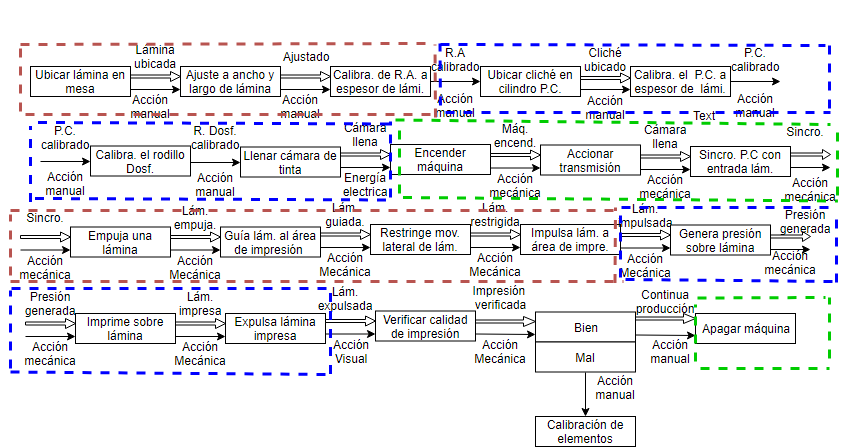 Lámina
ubicada
Ajustado
R.A
calibrado
Cliché
ubicado
P.C.
calibrado
Ubicar lámina en
mesa
Ajuste a ancho y
largo de lámina
Calibra. de R.A. a
espesor de lámi.
Ubicar cliché en
cilindro P.C.
Calibra. el P.C. a
espesor de lámi.
Acción
manual
Acción
manual
Acción
manual
Acción
manual
Acción
manual
Text
P.C.
calibrado
R. Dosf.
calibrado
Cámara
llena
Máq.
encend.
Cámara
llena
Sincro.
Calibra. el rodillo
Dosf.
Llenar cámara de
tinta
Encender
máquina
Accionar
transmisión
Sincro. P.C con
entrada lám.
Acción
manual
Acción
manual
Energía
electrica
Acción
mecánica
Acción
mecánica
Acción
mecánica
Sincro.
Lám.
empuja.
Lám.
guiada.
Lám.
restrigida
Lám.
impulsada
Presión
generada
Empuja una
lámina
Guía lám. al área
de impresión
Restringe mov.
lateral de lám.
Impulsa lám. a
área de impre.
Genera presión
sobre lámina
Acción
mecánica
Acción
Mecánica
Acción
Mecánica
Acción
Mecánica
Acción
Mecánica
Acción
mecánica
Presión
generada
Lám.
impresa
Lám.
expulsada
Impresión
verificada
Continua
producción
Imprime sobre
lámina
Expulsa lámina
impresa
Verificar calidad
de impresión
Bien
Mal
Apagar máquina
Acción
mecánica
Acción
Mecánica
Acción
Visual
Acción
Mecánica
Acción
manual
Acción
manual
Calibración de
elementos